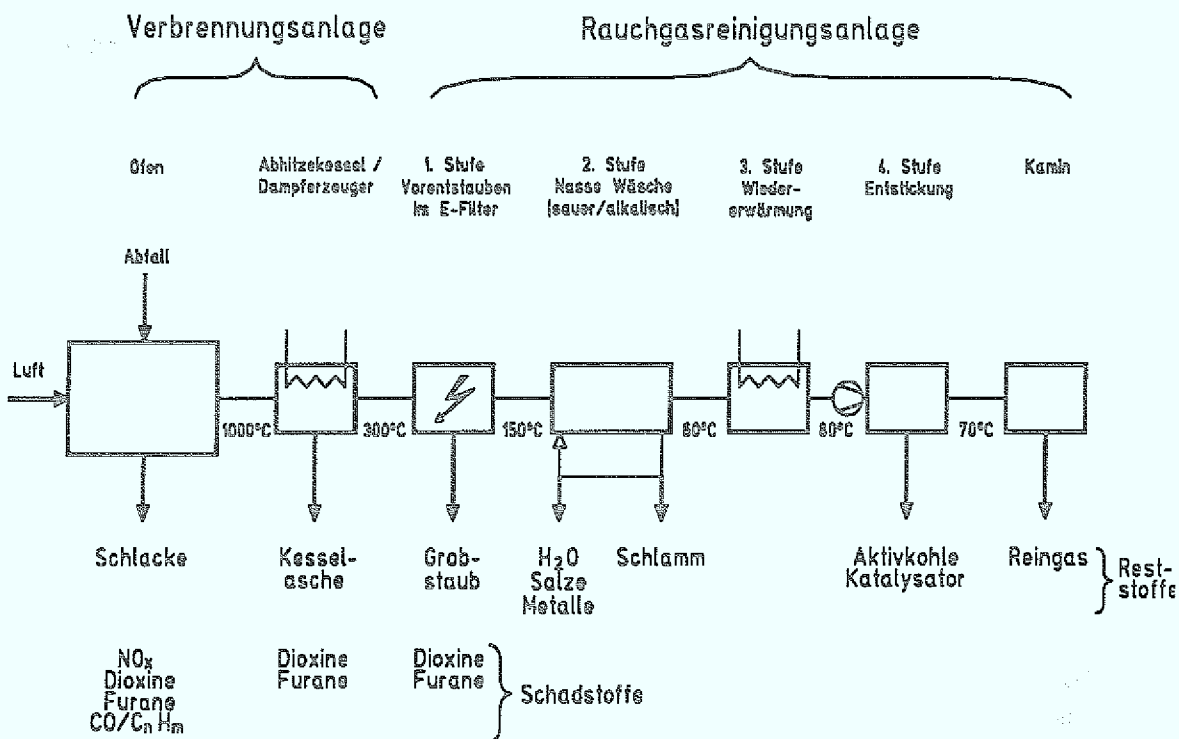 Verbrennungsanlage
Rauchgasreinigungsanlage
Ofen
Abhitzekessel /
Dampferzeuger
1. Stufe
Vorentstauben
im E-Filter
2. Stufe
Nasse Wäsche
(sauer/alkalisch)
3. Stufe
Wieder-
erwärmung
4. Stufe
Entstickung
Kamin
Abfall
Luft
1000°C
300°C
150°C
60°C
80°C
70°C
Schlacke
Kessel-
asche
Grob-
staub
H₂O
Salze
Metalle
Schlamm
Aktivkohle
Katalysator
Reingas
Rest-
stoffe
NOₓ
Dioxine
Furane
CO/Cₙ Hₘ
Dioxine
Furane
Dioxine
Furane
Schadstoffe